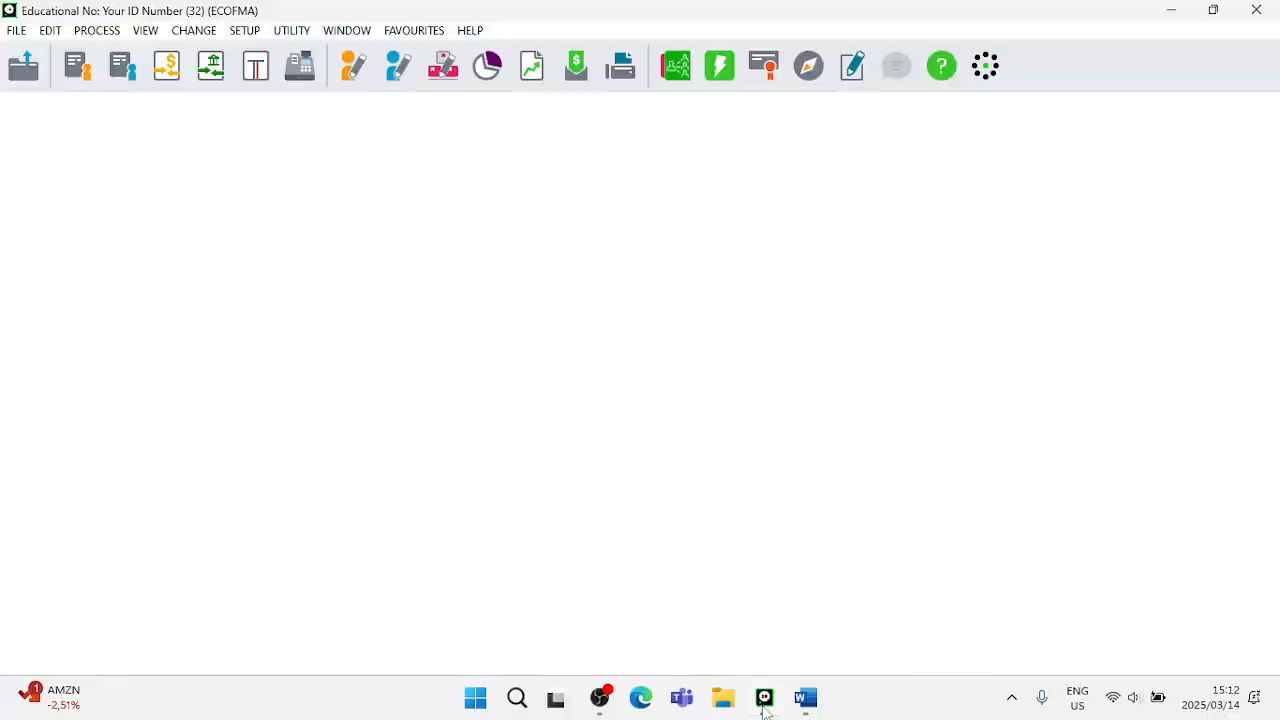 Educational No: Your ID Number (32) (ECOFMA)
FILE EDIT PROCESS VIEW CHANGE SETUP UTILITY WINDOW FAVOURITES HELP
1 AMZN
-2,51%
ENG
US
15:12
2025/03/14